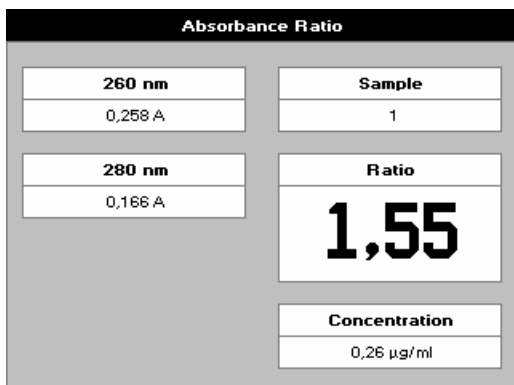 Absorbance Ratio
260 nm
0,258 A
280 nm
0,166 A
Sample
1
Ratio
1,55
Concentration
0,26 µg/ml